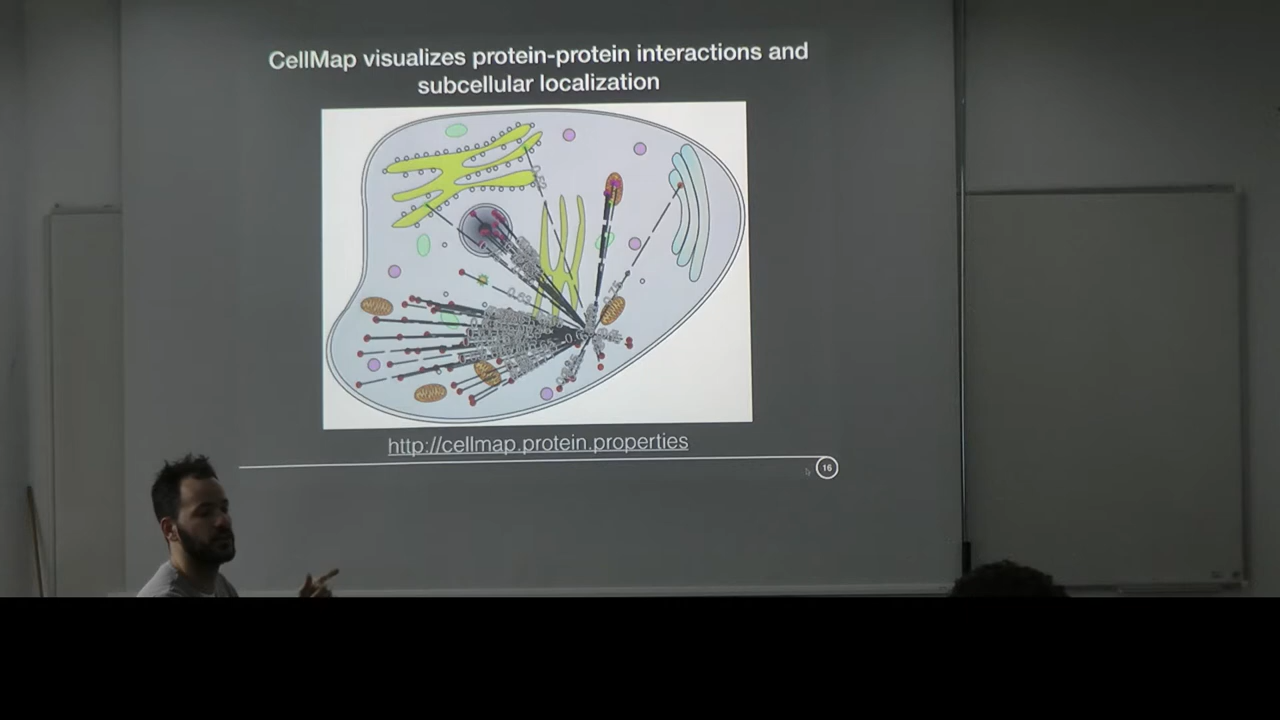 CellMap visualizes protein-protein interactions and
subcellular localization
http://cellmap.protein.properties
16